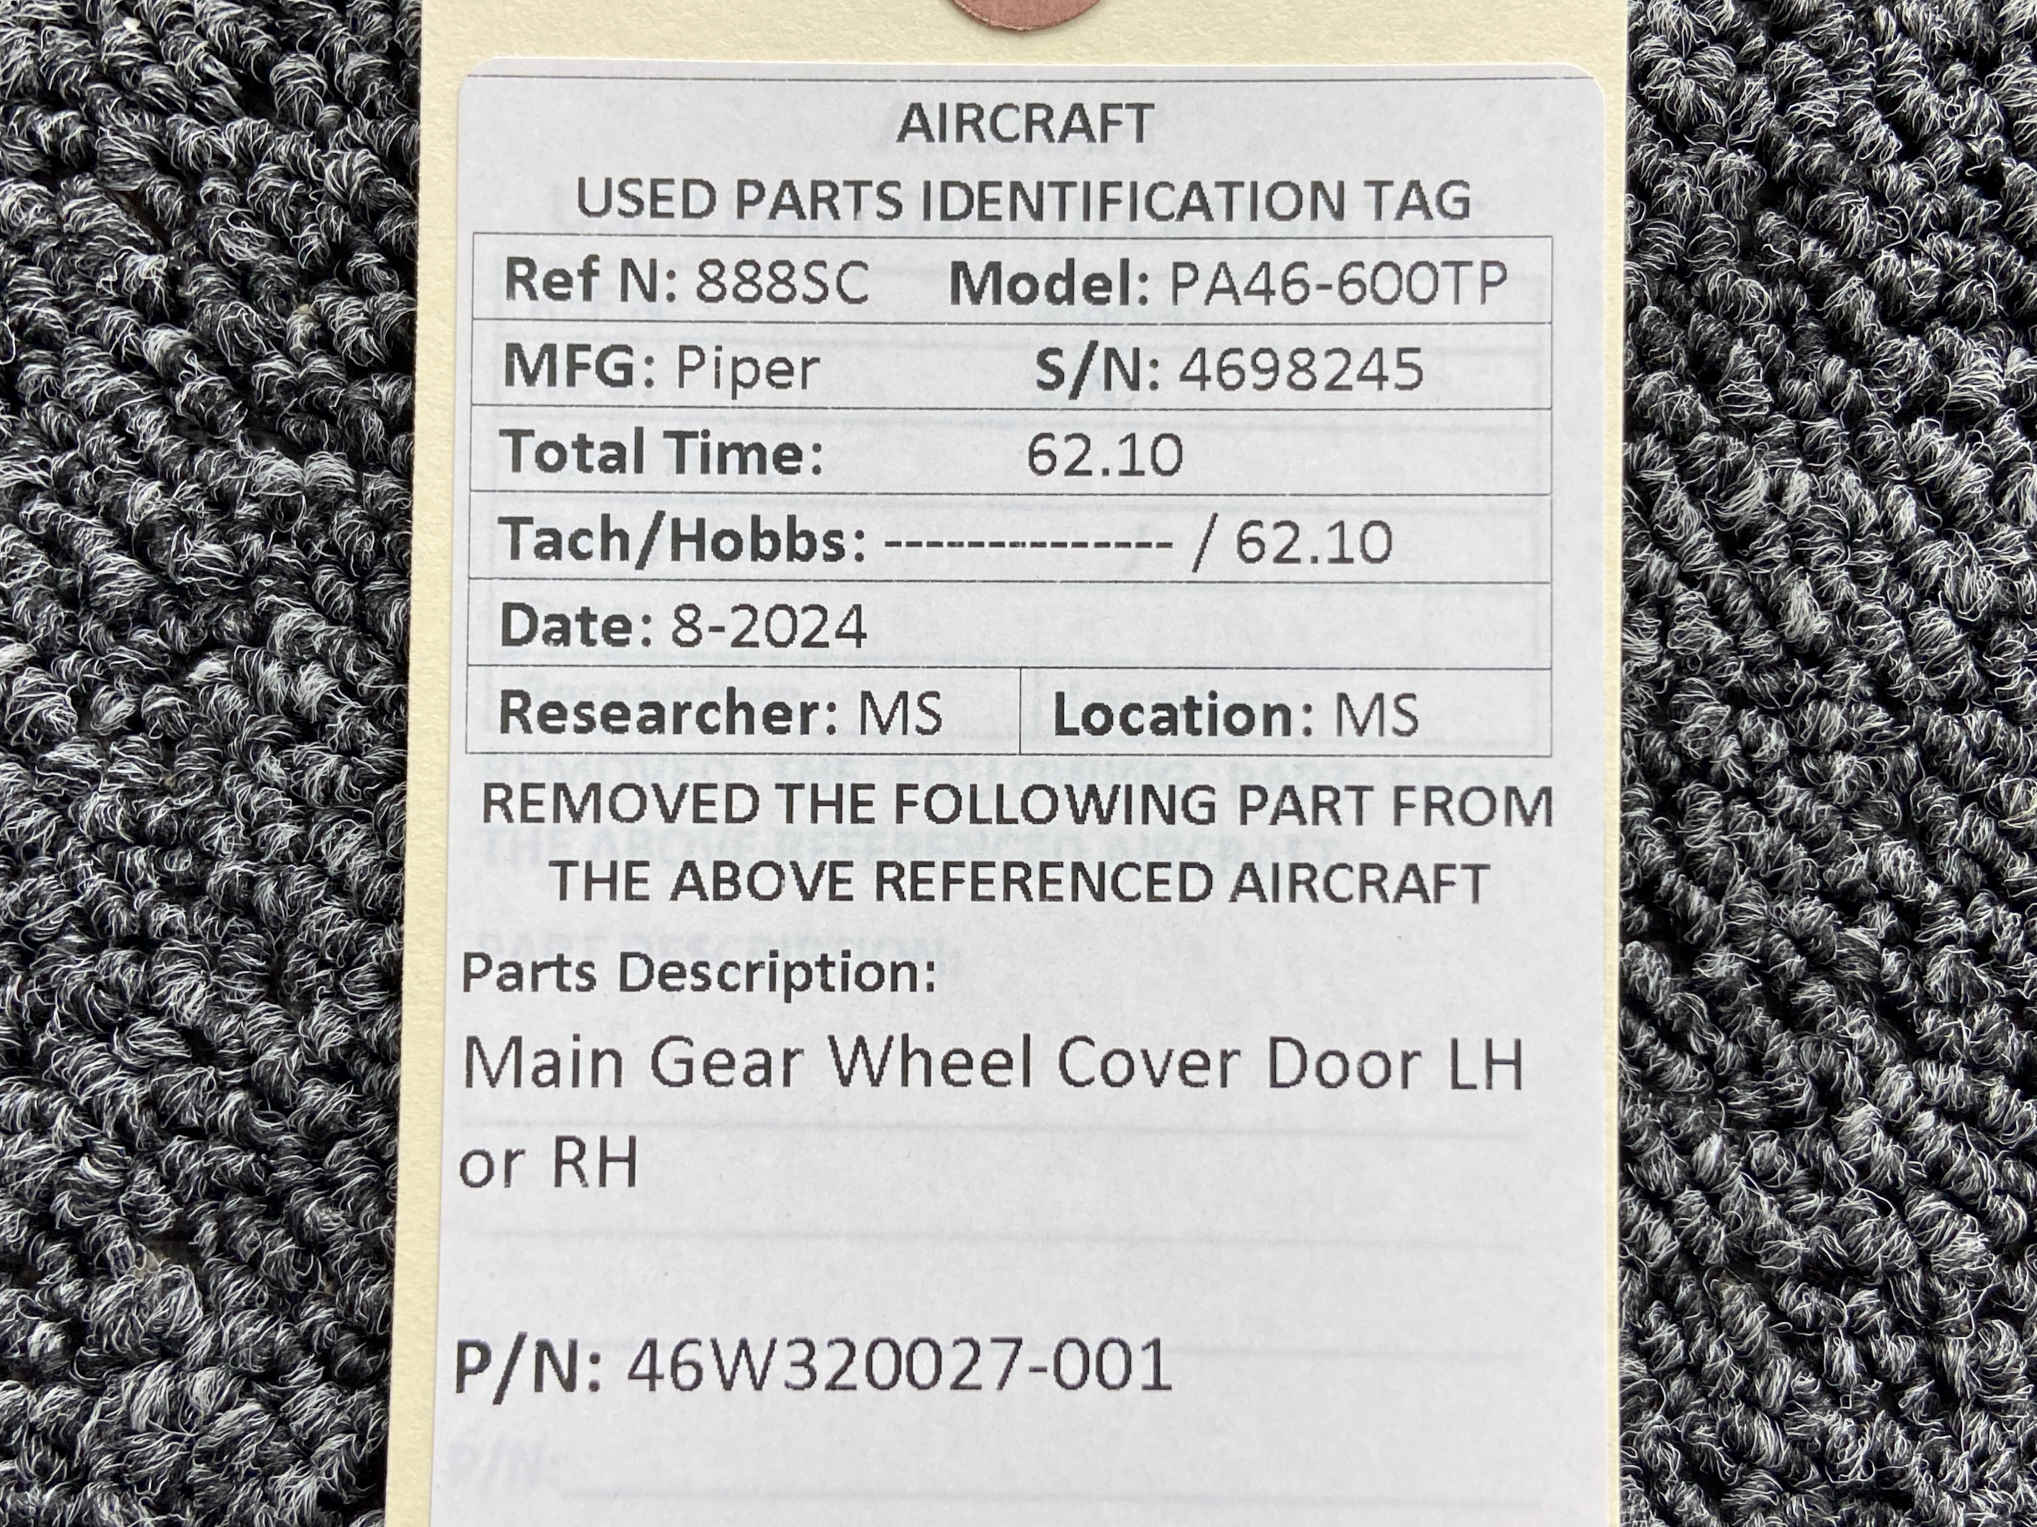 AIRCRAFT
USED PARTS IDENTIFICATION TAG
Ref N: 888SC Model: PA46-600TP
MFG: Piper S/N: 4698245
Total Time: 62.10
Tach/Hobbs: -------------- / 62.10
Date: 8-2024
Researcher: MS Location: MS
REMOVED THE FOLLOWING PART FROM
THE ABOVE REFERENCED AIRCRAFT
Parts Description:
Main Gear Wheel Cover Door LH
or RH
P/N: 46W320027-001
P/N: